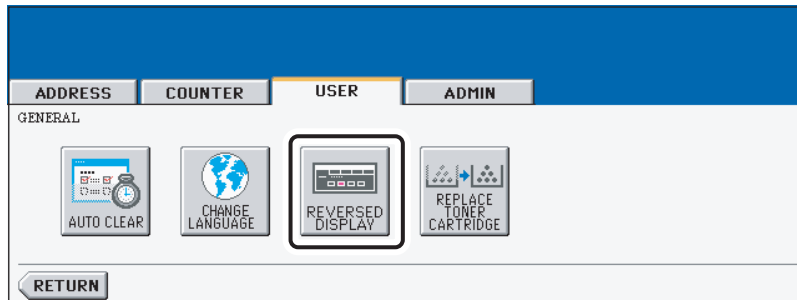 ADDRESS COUNTER USER ADMIN
GENERAL
AUTO CLEAR
CHANGE
LANGUAGE
REVERSED
DISPLAY
REPLACE
TONER
CARTRIDGE
RETURN